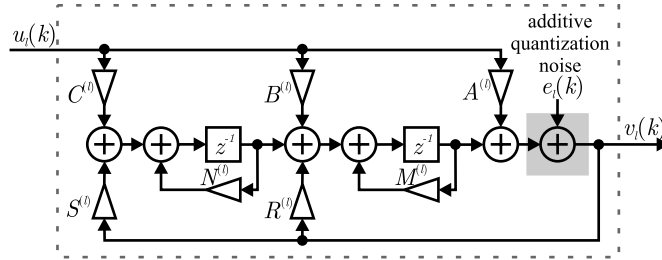 additive
quantization
noise
u_l(k)
e_l(k)
C^(l)
B^(l)
A^(l)
v_l(k)
+ + z^-1 + + z^-1 + +
N^(l)
M^(l)
S^(l)
R^(l)